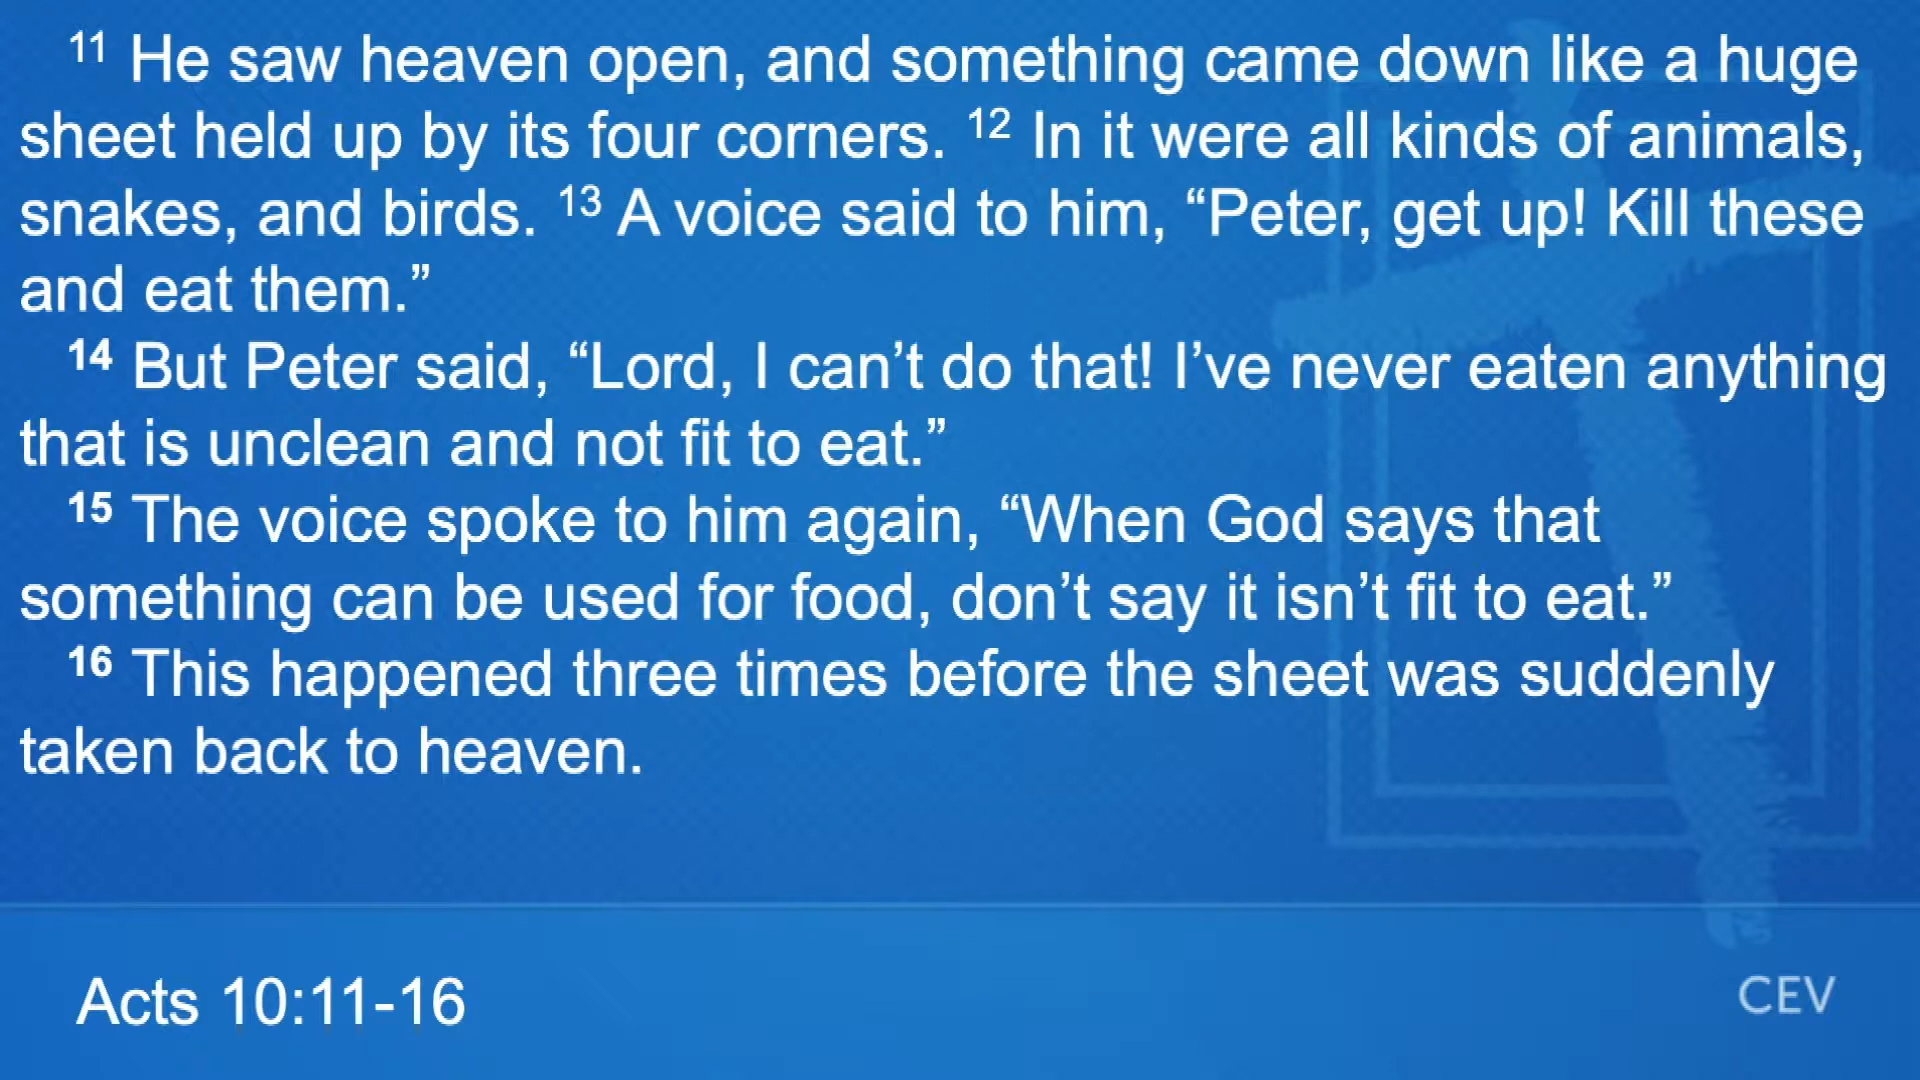 11 He saw heaven open, and something came down like a huge
sheet held up by its four corners. 12 In it were all kinds of animals,
snakes, and birds. 13 A voice said to him, “Peter, get up! Kill these
and eat them.”
14 But Peter said, “Lord, I can’t do that! I’ve never eaten anything
that is unclean and not fit to eat.”
15 The voice spoke to him again, “When God says that
something can be used for food, don’t say it isn’t fit to eat.”
16 This happened three times before the sheet was suddenly
taken back to heaven.
Acts 10:11-16
CEV